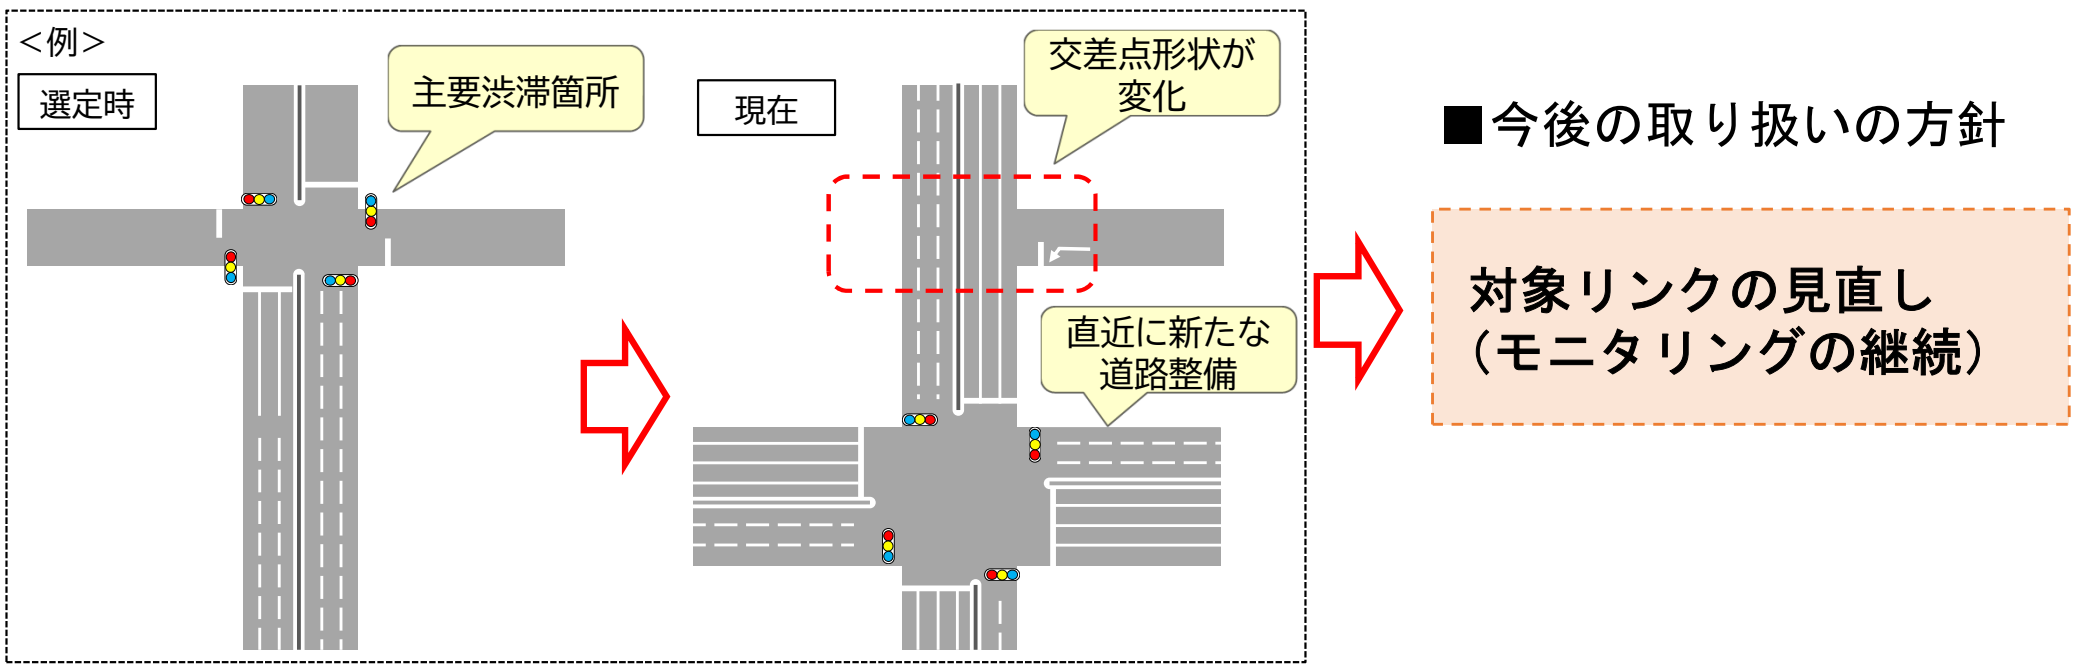 ＜例＞
選定時
主要渋滞箇所
現在
交差点形状が
変化
直近に新たな
道路整備
■今後の取り扱いの方針
対象リンクの見直し
（モニタリングの継続）